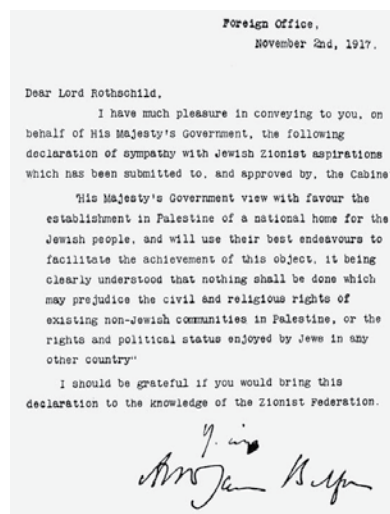 Foreign Office,
November 2nd, 1917.
Dear Lord Rothschild,
I have much pleasure in conveying to you, on
behalf of His Majesty's Government, the following
declaration of sympathy with Jewish Zionist aspirations
which has been submitted to, and approved by, the Cabine
"His Majesty's Government view with favour the
establishment in Palestine of a national home for the
Jewish people, and will use their best endeavours to
facilitate the achievement of this object, it being
clearly understood that nothing shall be done which
may prejudice the civil and religious rights of
existing non-Jewish communities in Palestine, or the
rights and political status enjoyed by Jews in any
other country"
I should be grateful if you would bring this
declaration to the knowledge of the Zionist Federation.